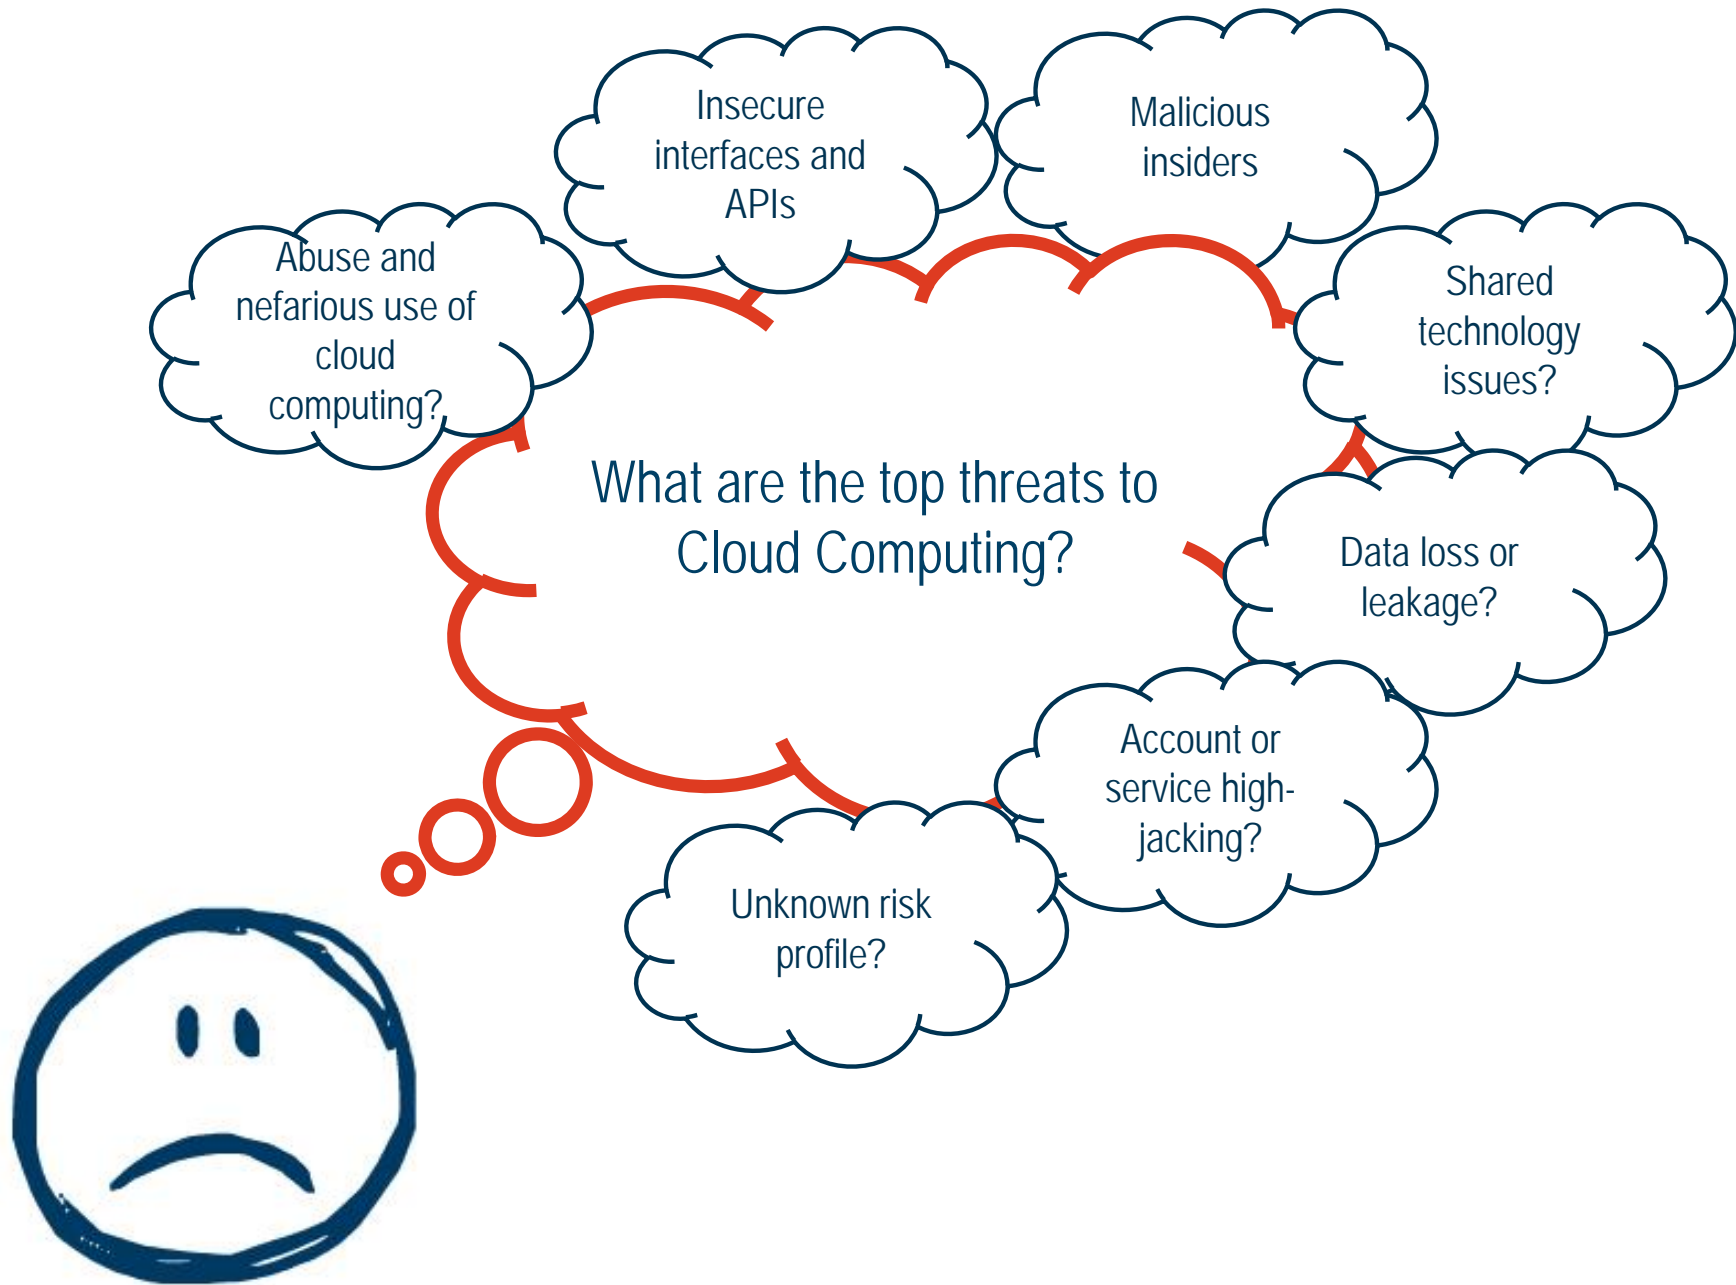 Insecure
interfaces and
APIs
Malicious
insiders
Abuse and
nefarious use of
cloud
computing?
Shared
technology
issues?
What are the top threats to
Cloud Computing?
Data loss or
leakage?
Account or
service high-
jacking?
Unknown risk
profile?